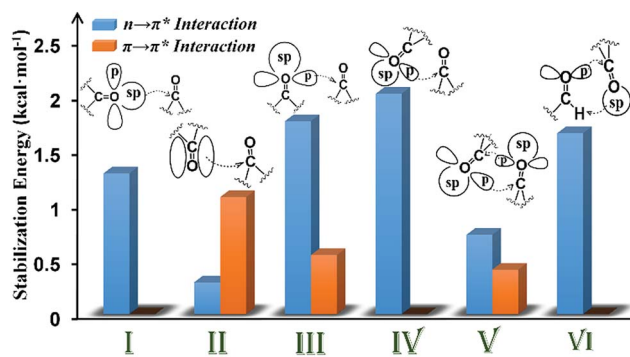 n→π* Interaction
π→π* Interaction
Stabilization Energy (kcal·mol⁻¹)
2.5
2
1.5
1
0.5
0
p
C=O
sp
O
C
C
O
O
C
sp
O
p
C
O
C
sp
O
C
sp
p
O
C
sp
O
C
p
sp
p
O
C
p
O
C
H
C
O
sp
I
II
III
IV
V
VI